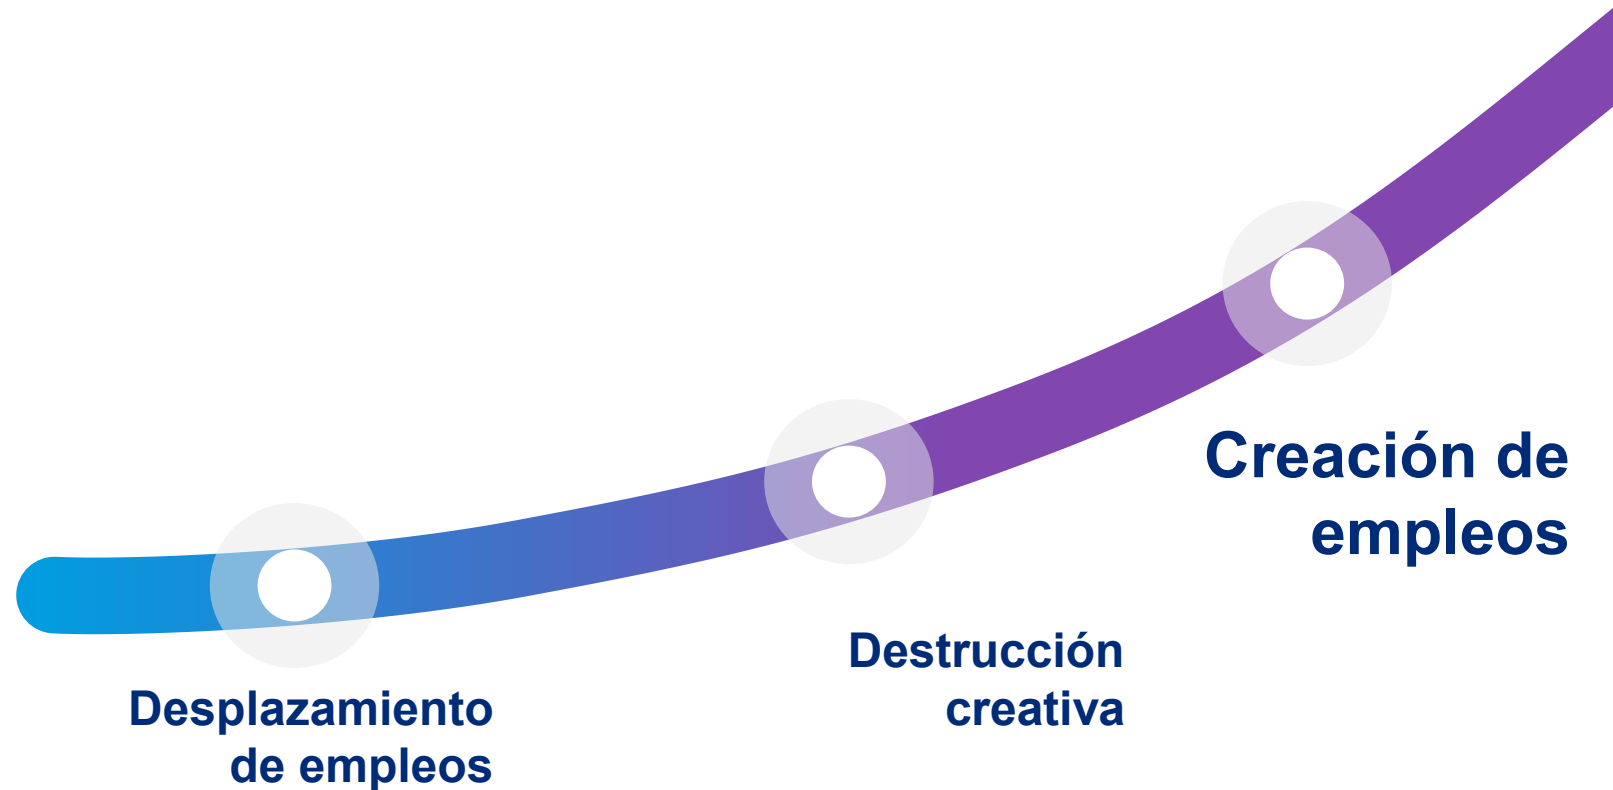 Desplazamiento
de empleos
Destrucción
creativa
Creación de
empleos